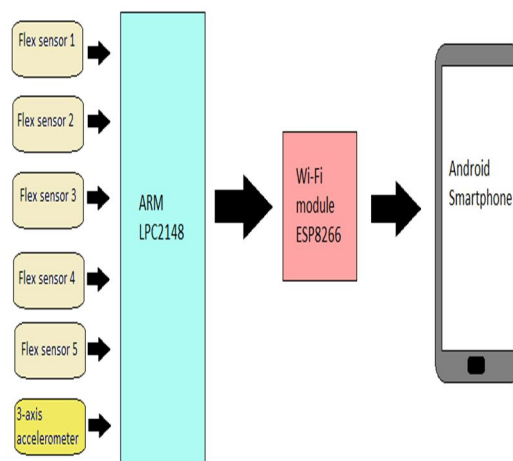 Flex sensor 1
Flex sensor 2
Flex sensor 3
Flex sensor 4
Flex sensor 5
3-axis
accelerometer
ARM
LPC2148
Wi-Fi
module
ESP8266
Android
Smartphone